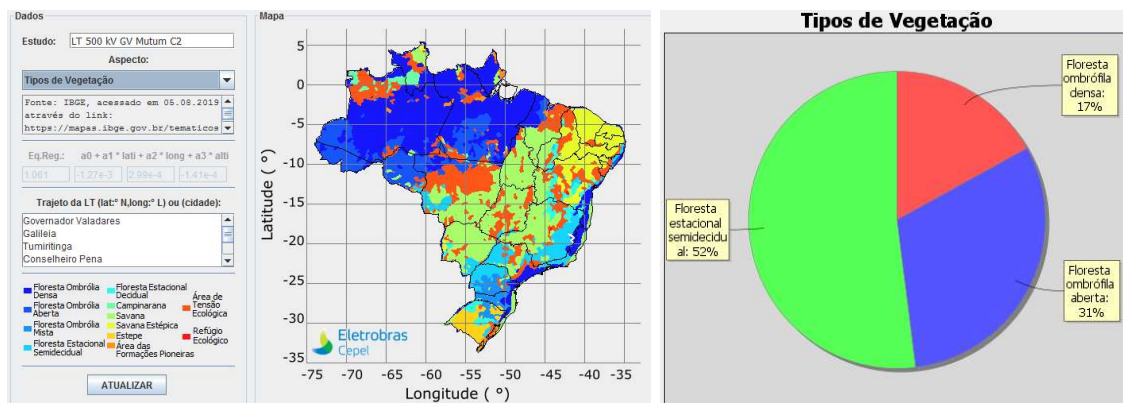 Dados
Estudo: LT 500 kV GV Mutum C2
Aspecto:
Tipos de Vegetação
Fonte: IBGE, acessado em 05.08.2019
através do link:
https://mapas.ibge.gov.br/tematicos
Eq.Reg.: a0 + a1 * lati + a2 * long + a3 * alti
1.061 -1.27e-3 2.99e-4 -1.41e-4
Trajeto da LT (lat:º N,long:º L) ou (cidade):
Governador Valadares
Galileia
Tumiritinga
Conselheiro Pena
Floresta Ombrólia
Densa
Floresta Ombrólia
Aberta
Floresta Ombrólia
Mista
Floresta Estacional
Semidecidual
Floresta Estacional
Decidual
Campinarana
Savana
Savana Estépica
Estepe
Área das
Formações Pioneiras
Área de
Tensão
Ecológica
Refúgio
Ecológico
ATUALIZAR
Mapa
Latitude ( °)
5
0
-5
-10
-15
-20
-25
-30
-35
-75 -70 -65 -60 -55 -50 -45 -40 -35
Longitude ( °)
Eletrobras
Cepel
Tipos de Vegetação
Floresta
ombrófila
densa:
17%
Floresta
estacional
semidecidu
al: 52%
Floresta
ombrófila
aberta:
31%